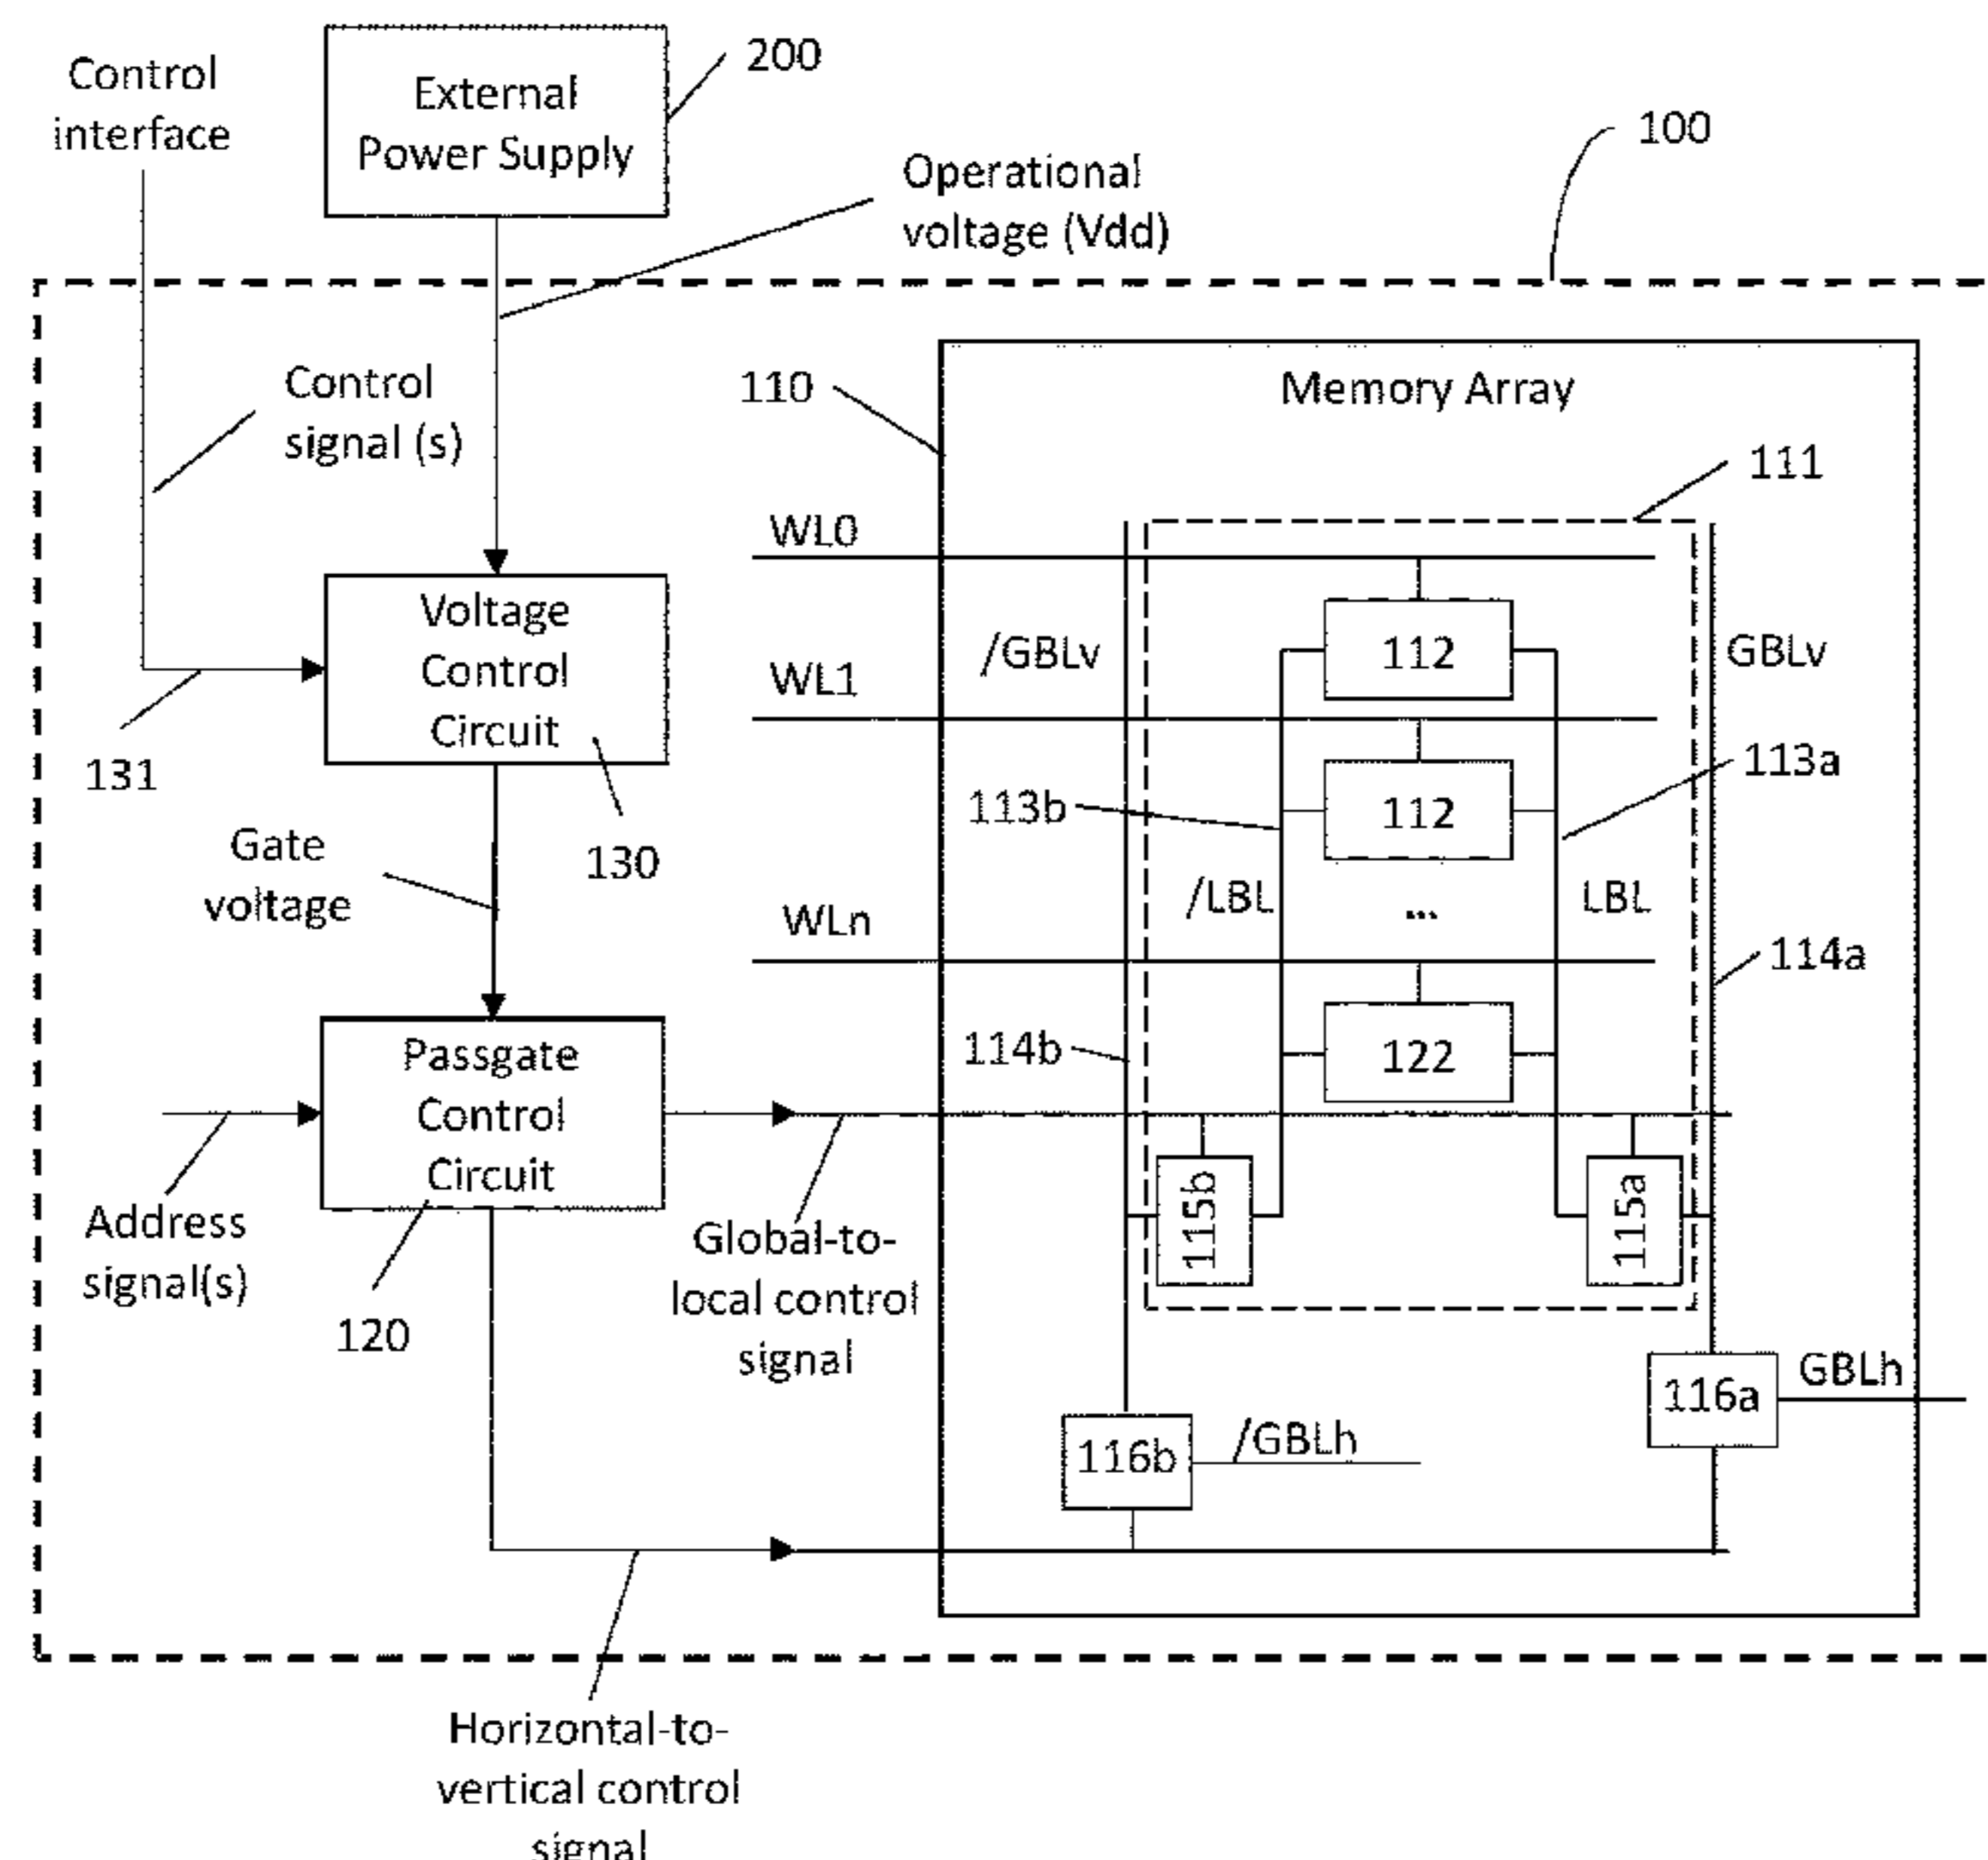 Control
interface
External
Power Supply
200
Operational
voltage (Vdd)
100
Control
signal (s)
110
Memory Array
111
WL0
/GBLv
112
GBLv
WL1
Voltage
Control
Circuit
131
113b
112
113a
Gate
voltage
130
WLn
/LBL
...
LBL
114a
114b
122
Passgate
Control
Circuit
Address
signal(s)
120
Global-to-
local control
signal
115b
115a
116a
GBLh
116b
/GBLh
Horizontal-to-
vertical control
signal